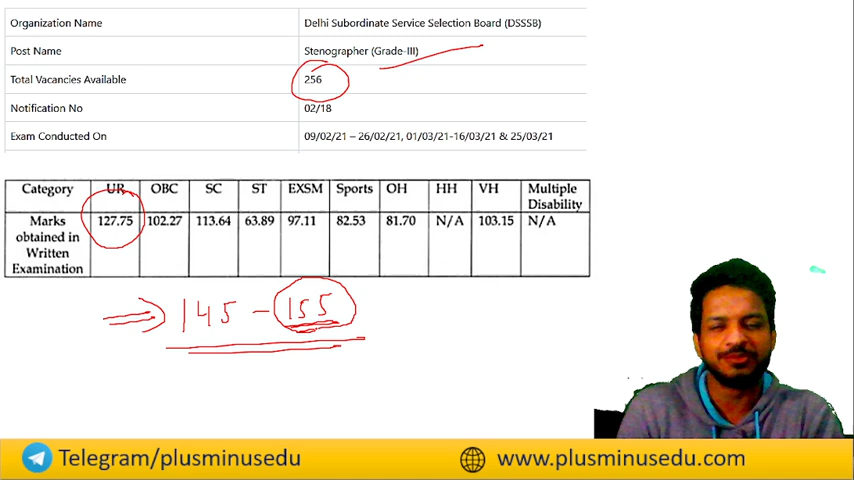 Organization Name Delhi Subordinate Service Selection Board (DSSSB)
Post Name Stenographer (Grade-III)
Total Vacancies Available 256
Notification No 02/18
Exam Conducted On 09/02/21 – 26/02/21, 01/03/21-16/03/21 & 25/03/21
Category UR OBC SC ST EXSM Sports OH HH VH Multiple
Disability
Marks 127.75 102.27 113.64 63.89 97.11 82.53 81.70 N/A 103.15 N/A
obtained in
Written
Examination
⇒ 145 - 155
Telegram/plusminusedu www.plusminusedu.com